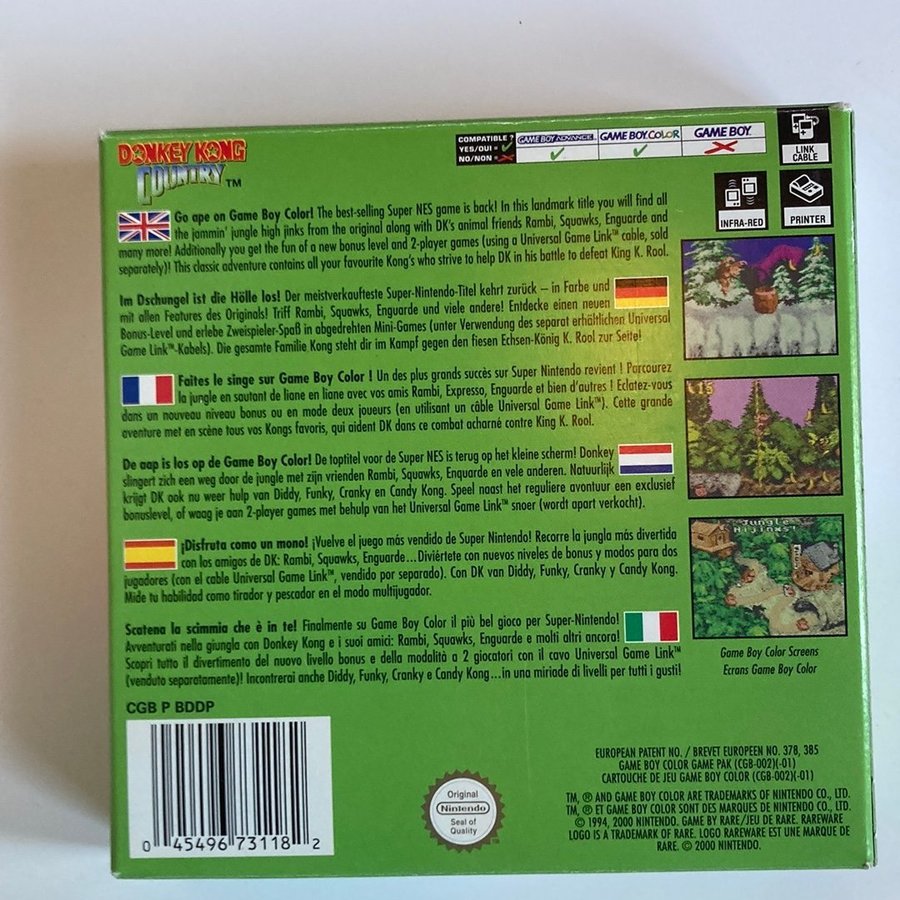 DONKEY KONG
COUNTRY™
COMPATIBLE ?
YES/OUI = ✓
NO/NON = ✗
GAME BOY ADVANCE
GAME BOY COLOR
GAME BOY
LINK
CABLE
INFRA-RED
PRINTER
Go ape on Game Boy Color! The best-selling Super NES game is back! In this landmark title you will find all
the jammin' jungle high jinks from the original along with DK's animal friends Rambi, Squawks, Enguarde and
many more! Additionally you get the fun of a new bonus level and 2-player games (using a Universal Game Link™ cable, sold
separately)! This classic adventure contains all your favourite Kong's who strive to help DK in his battle to defeat King K. Rool.
Im Dschungel ist die Hölle los! Der meistverkaufteste Super-Nintendo-Titel kehrt zurück – in Farbe und
mit allen Features des Originals! Triff Rambi, Squawks, Enguarde und viele andere! Entdecke einen neuen
Bonus-Level und erlebe Zweispieler-Spaß in abgedrehten Mini-Games (unter Verwendung des separat erhältlichen Universal
Game Link™-Kabels). Die gesamte Familie Kong steht dir im Kampf gegen den fiesen Echsen-König K. Rool zur Seite!
Faites le singe sur Game Boy Color ! Un des plus grands succès sur Super Nintendo revient ! Parcourez
la jungle en sautant de liane en liane avec vos amis Rambi, Expresso, Enguarde et bien d'autres ! Eclatez-vous
dans un nouveau niveau bonus ou en mode deux joueurs (en utilisant un câble Universal Game Link™). Cette grande
aventure met en scène tous vos Kongs favoris, qui aident DK dans ce combat acharné contre King K. Rool.
De aap is los op de Game Boy Color! De toptitel voor de Super NES is terug op het kleine scherm! Donkey
slingert zich een weg door de jungle met zijn vrienden Rambi, Squawks, Enguarde en vele anderen. Natuurlijk
krijgt DK ook nu weer hulp van Diddy, Funky, Cranky en Candy Kong. Speel naast het reguliere avontuur een exclusief
bonuslevel, of waag je aan 2-player games met behulp van het Universal Game Link™ snoer (wordt apart verkocht).
¡Disfruta como un mono! ¡Vuelve el juego más vendido de Super Nintendo! Recorre la jungla más divertida
con los amigos de DK: Rambi, Squawks, Enguarde...Diviértete con nuevos niveles de bonus y modos para dos
jugadores (con el cable Universal Game Link™, vendido por separado). Con DK van Diddy, Funky, Cranky y Candy Kong.
Mide tu habilidad como tirador y pescador en el modo multijugador.
Scatena la scimmia che è in te! Finalmente su Game Boy Color il più bel gioco per Super-Nintendo!
Avventurati nella giungla con Donkey Kong e i suoi amici: Rambi, Squawks, Enguarde e molti altri ancora!
Scopri tutto il divertimento del nuovo livello bonus e della modalità a 2 giocatori con il cavo Universal Game Link™
(venduto separatamente)! Incontrerai anche Diddy, Funky, Cranky e Candy Kong...in una miriade di livelli per tutti i gusti!
Jungle
Hijinxs!
Game Boy Color Screens
Ecrans Game Boy Color
CGB P BDDP
0 45496 73118 2
Original
Nintendo
Seal of
Quality
EUROPEAN PATENT NO. / BREVET EUROPEEN NO. 378, 385
GAME BOY COLOR GAME PAK (CGB-002)(-01)
CARTOUCHE DE JEU GAME BOY COLOR (CGB-002)(-01)
TM, ® AND GAME BOY COLOR ARE TRADEMARKS OF NINTENDO CO., LTD.
TM, ® ET GAME BOY COLOR SONT DES MARQUES DE NINTENDO CO., LTD.
© 1994, 2000 NINTENDO. GAME BY RARE/JEU DE RARE. RAREWARE
LOGO IS A TRADEMARK OF RARE. LOGO RAREWARE EST UNE MARQUE DE
RARE. © 2000 NINTENDO.